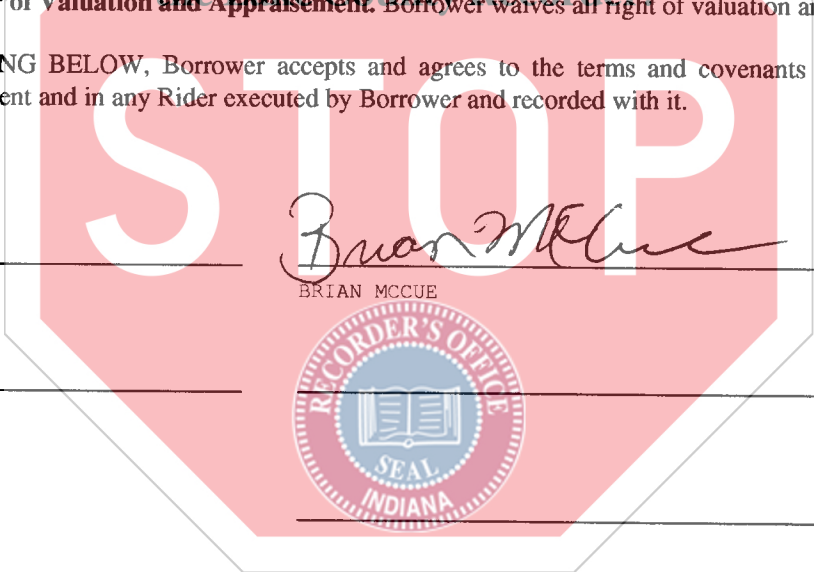 of Valuation and Appraisement. Borrower waives all right of valuation
NG BELOW, Borrower accepts and agrees to the terms and covenants
ent and in any Rider executed by Borrower and recorded with it.
STOP
Brian McCue
BRIAN MCCUE
RECORDER'S OFFICE
SEAL
INDIANA